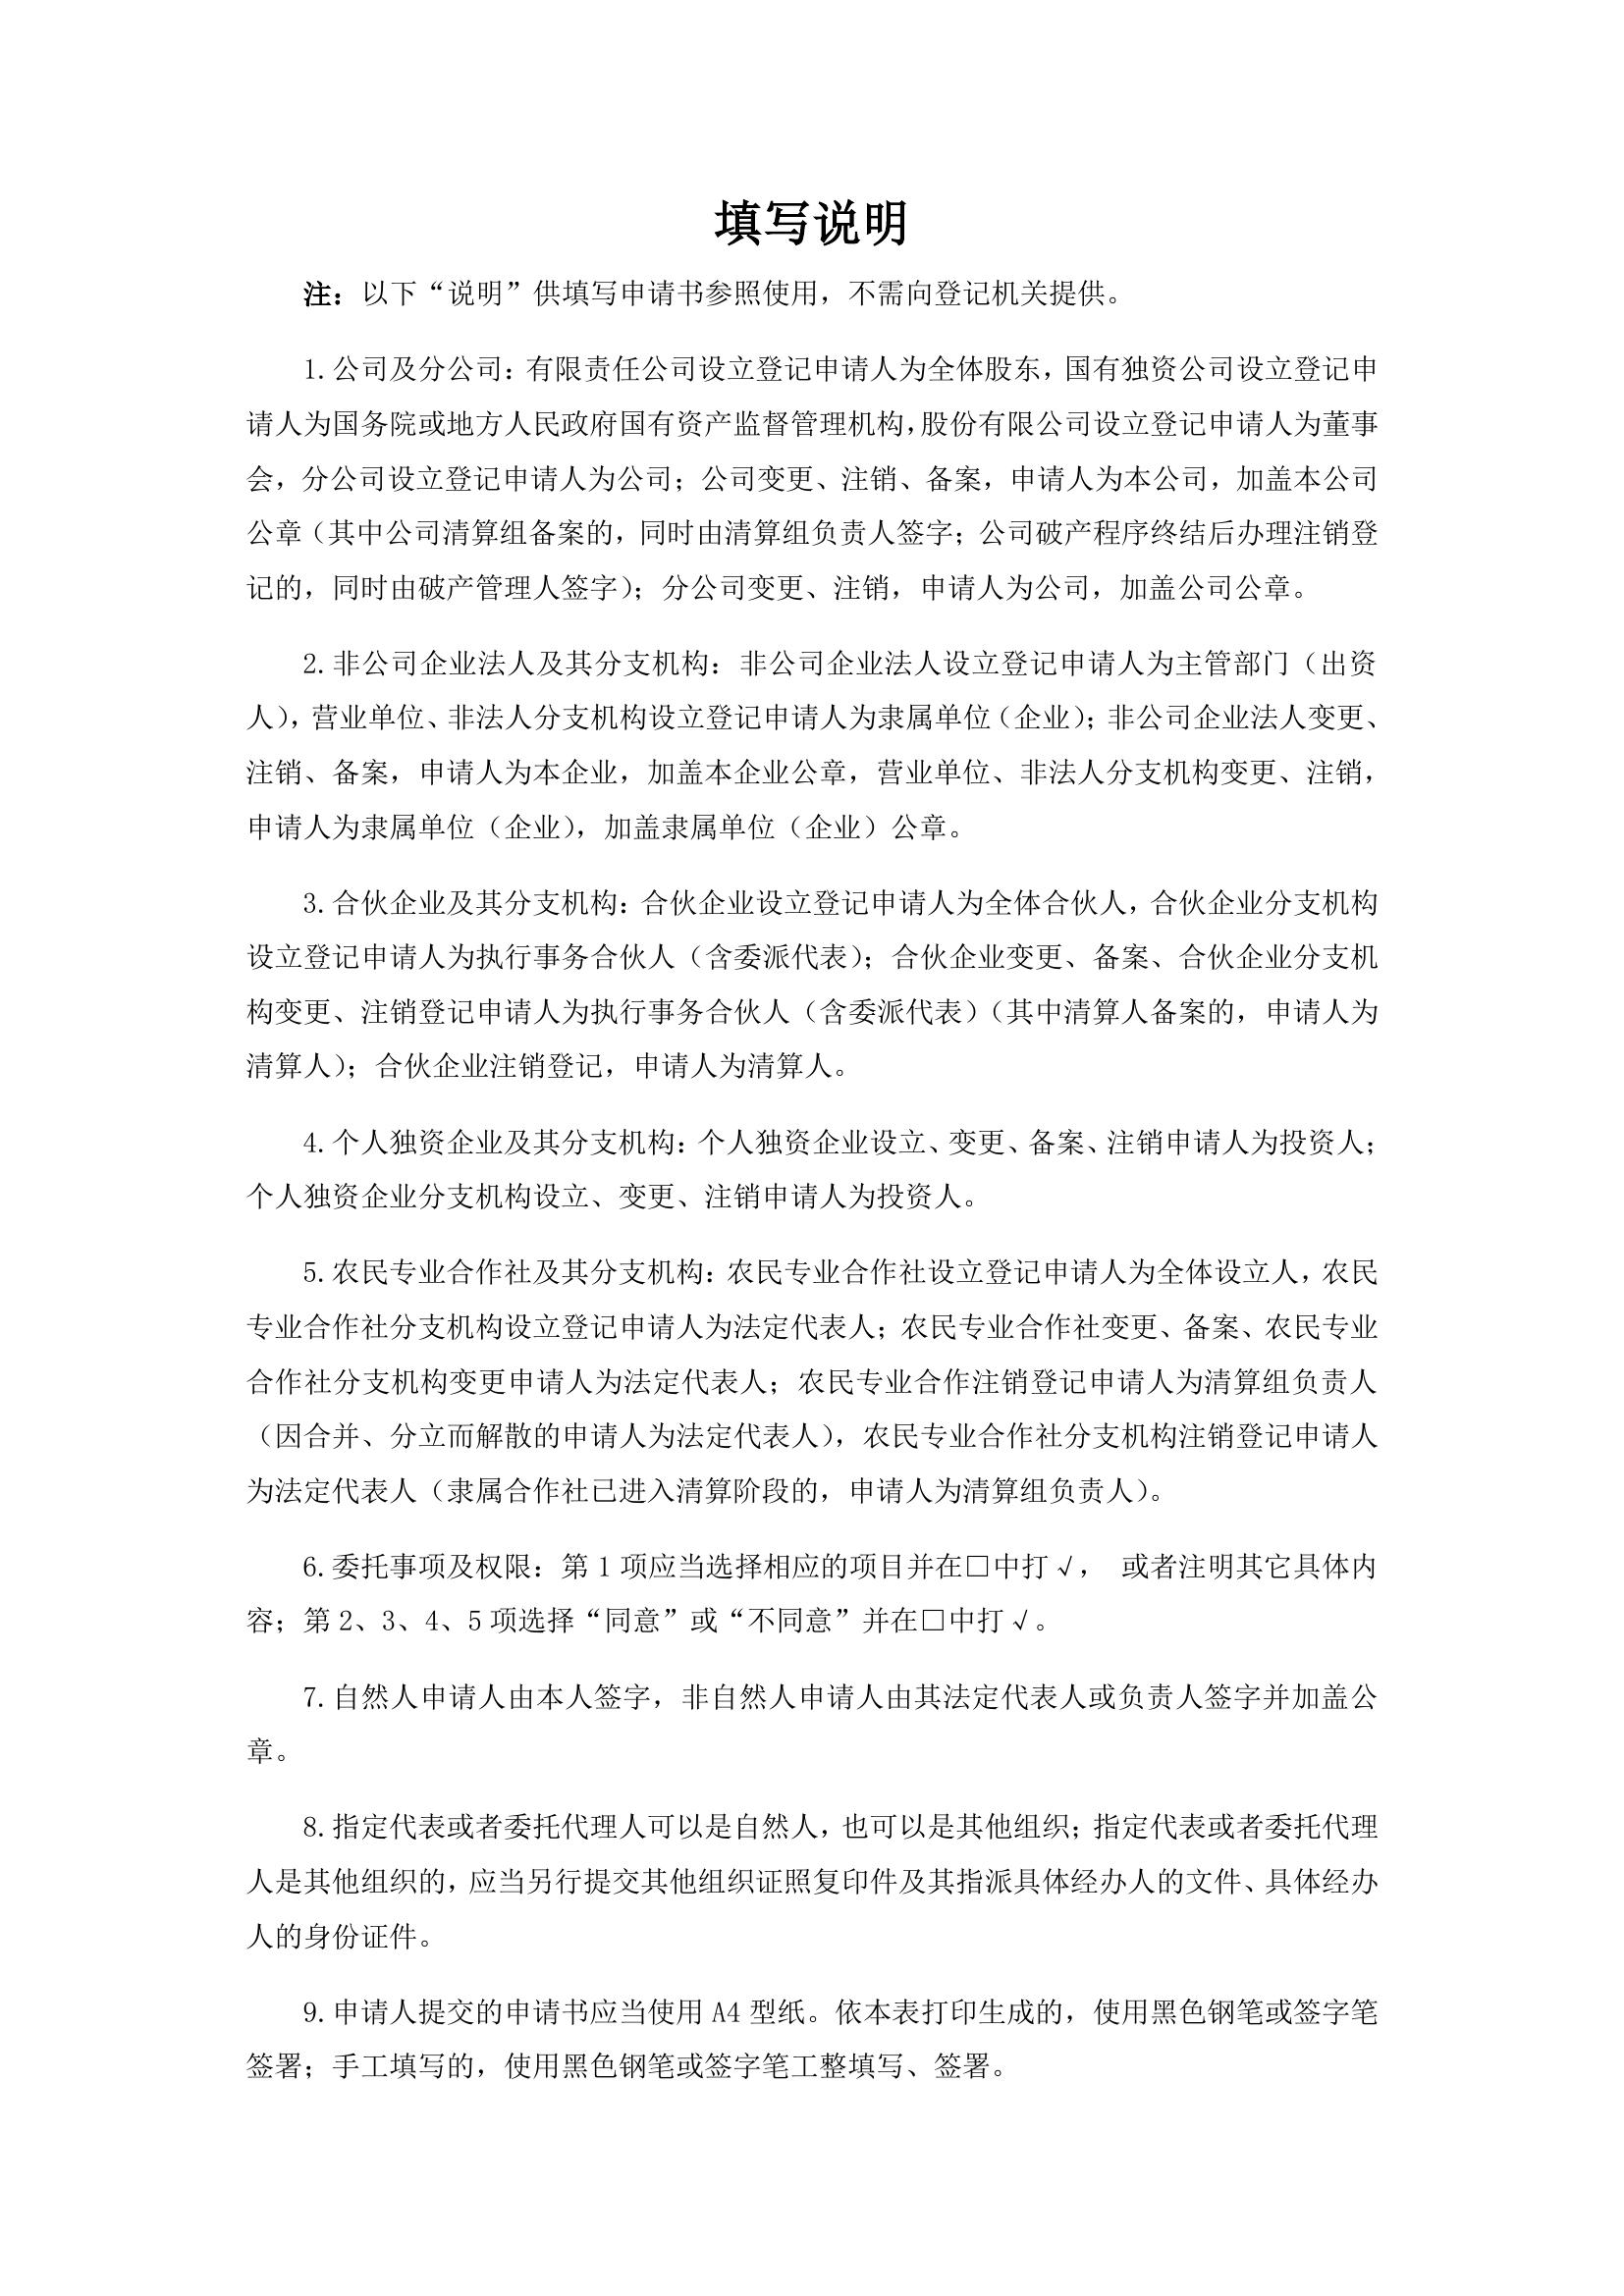 填写说明
注：以下“说明”供填写申请书参照使用，不需向登记机关提供。
1.公司及分公司：有限责任公司设立登记申请人为全体股东，国有独资公司设立登记申
请人为国务院或地方人民政府国有资产监督管理机构，股份有限公司设立登记申请人为董事
会，分公司设立登记申请人为公司；公司变更、注销、备案，申请人为本公司，加盖本公司
公章（其中公司清算组备案的，同时由清算组负责人签字；公司破产程序终结后办理注销登
记的，同时由破产管理人签字）；分公司变更、注销，申请人为公司，加盖公司公章。
2.非公司企业法人及其分支机构：非公司企业法人设立登记申请人为主管部门（出资
人），营业单位、非法人分支机构设立登记申请人为隶属单位（企业）；非公司企业法人变更、
注销、备案，申请人为本企业，加盖本企业公章，营业单位、非法人分支机构变更、注销，
申请人为隶属单位（企业），加盖隶属单位（企业）公章。
3.合伙企业及其分支机构：合伙企业设立登记申请人为全体合伙人，合伙企业分支机构
设立登记申请人为执行事务合伙人（含委派代表）；合伙企业变更、备案、合伙企业分支机
构变更、注销登记申请人为执行事务合伙人（含委派代表）（其中清算人备案的，申请人为
清算人）；合伙企业注销登记，申请人为清算人。
4.个人独资企业及其分支机构：个人独资企业设立、变更、备案、注销申请人为投资人；
个人独资企业分支机构设立、变更、注销申请人为投资人。
5.农民专业合作社及其分支机构：农民专业合作社设立登记申请人为全体设立人，农民
专业合作社分支机构设立登记申请人为法定代表人；农民专业合作社变更、备案、农民专业
合作社分支机构变更申请人为法定代表人；农民专业合作注销登记申请人为清算组负责人
（因合并、分立而解散的申请人为法定代表人），农民专业合作社分支机构注销登记申请人
为法定代表人（隶属合作社已进入清算阶段的，申请人为清算组负责人）。
6.委托事项及权限：第 1 项应当选择相应的项目并在□中打√， 或者注明其它具体内
容；第 2、3、4、5 项选择“同意”或“不同意”并在□中打√。
7.自然人申请人由本人签字，非自然人申请人由其法定代表人或负责人签字并加盖公
章。
8.指定代表或者委托代理人可以是自然人，也可以是其他组织；指定代表或者委托代理
人是其他组织的，应当另行提交其他组织证照复印件及其指派具体经办人的文件、具体经办
人的身份证件。
9.申请人提交的申请书应当使用 A4 型纸。依本表打印生成的，使用黑色钢笔或签字笔
签署；手工填写的，使用黑色钢笔或签字笔工整填写、签署。